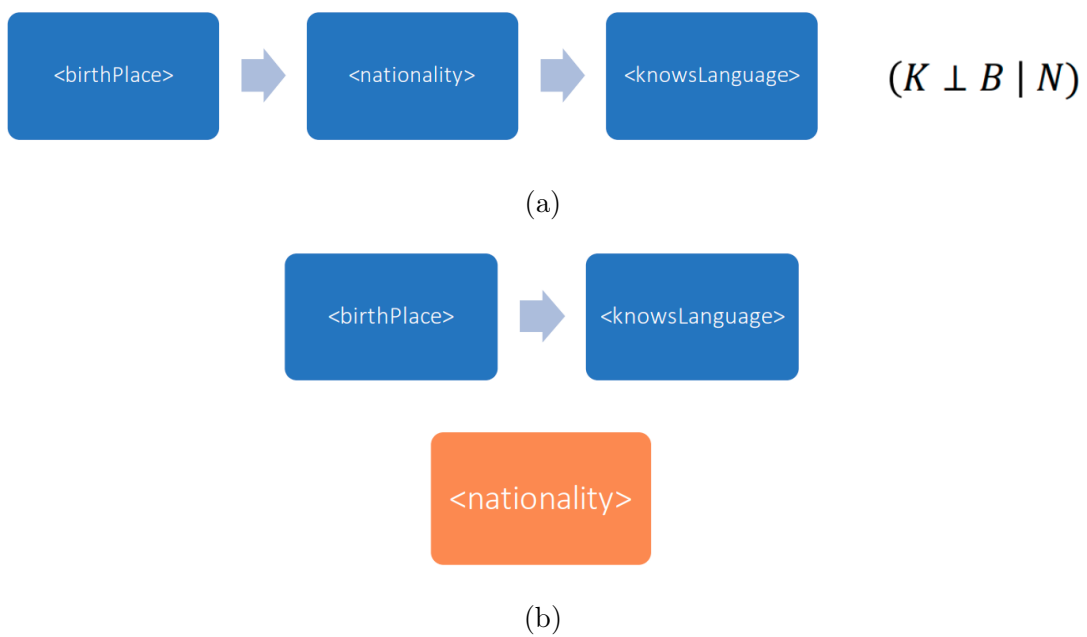 <birthPlace> <nationality> <knowsLanguage> (K ⊥ B | N)
(a)
<birthPlace> <knowsLanguage>
<nationality>
(b)